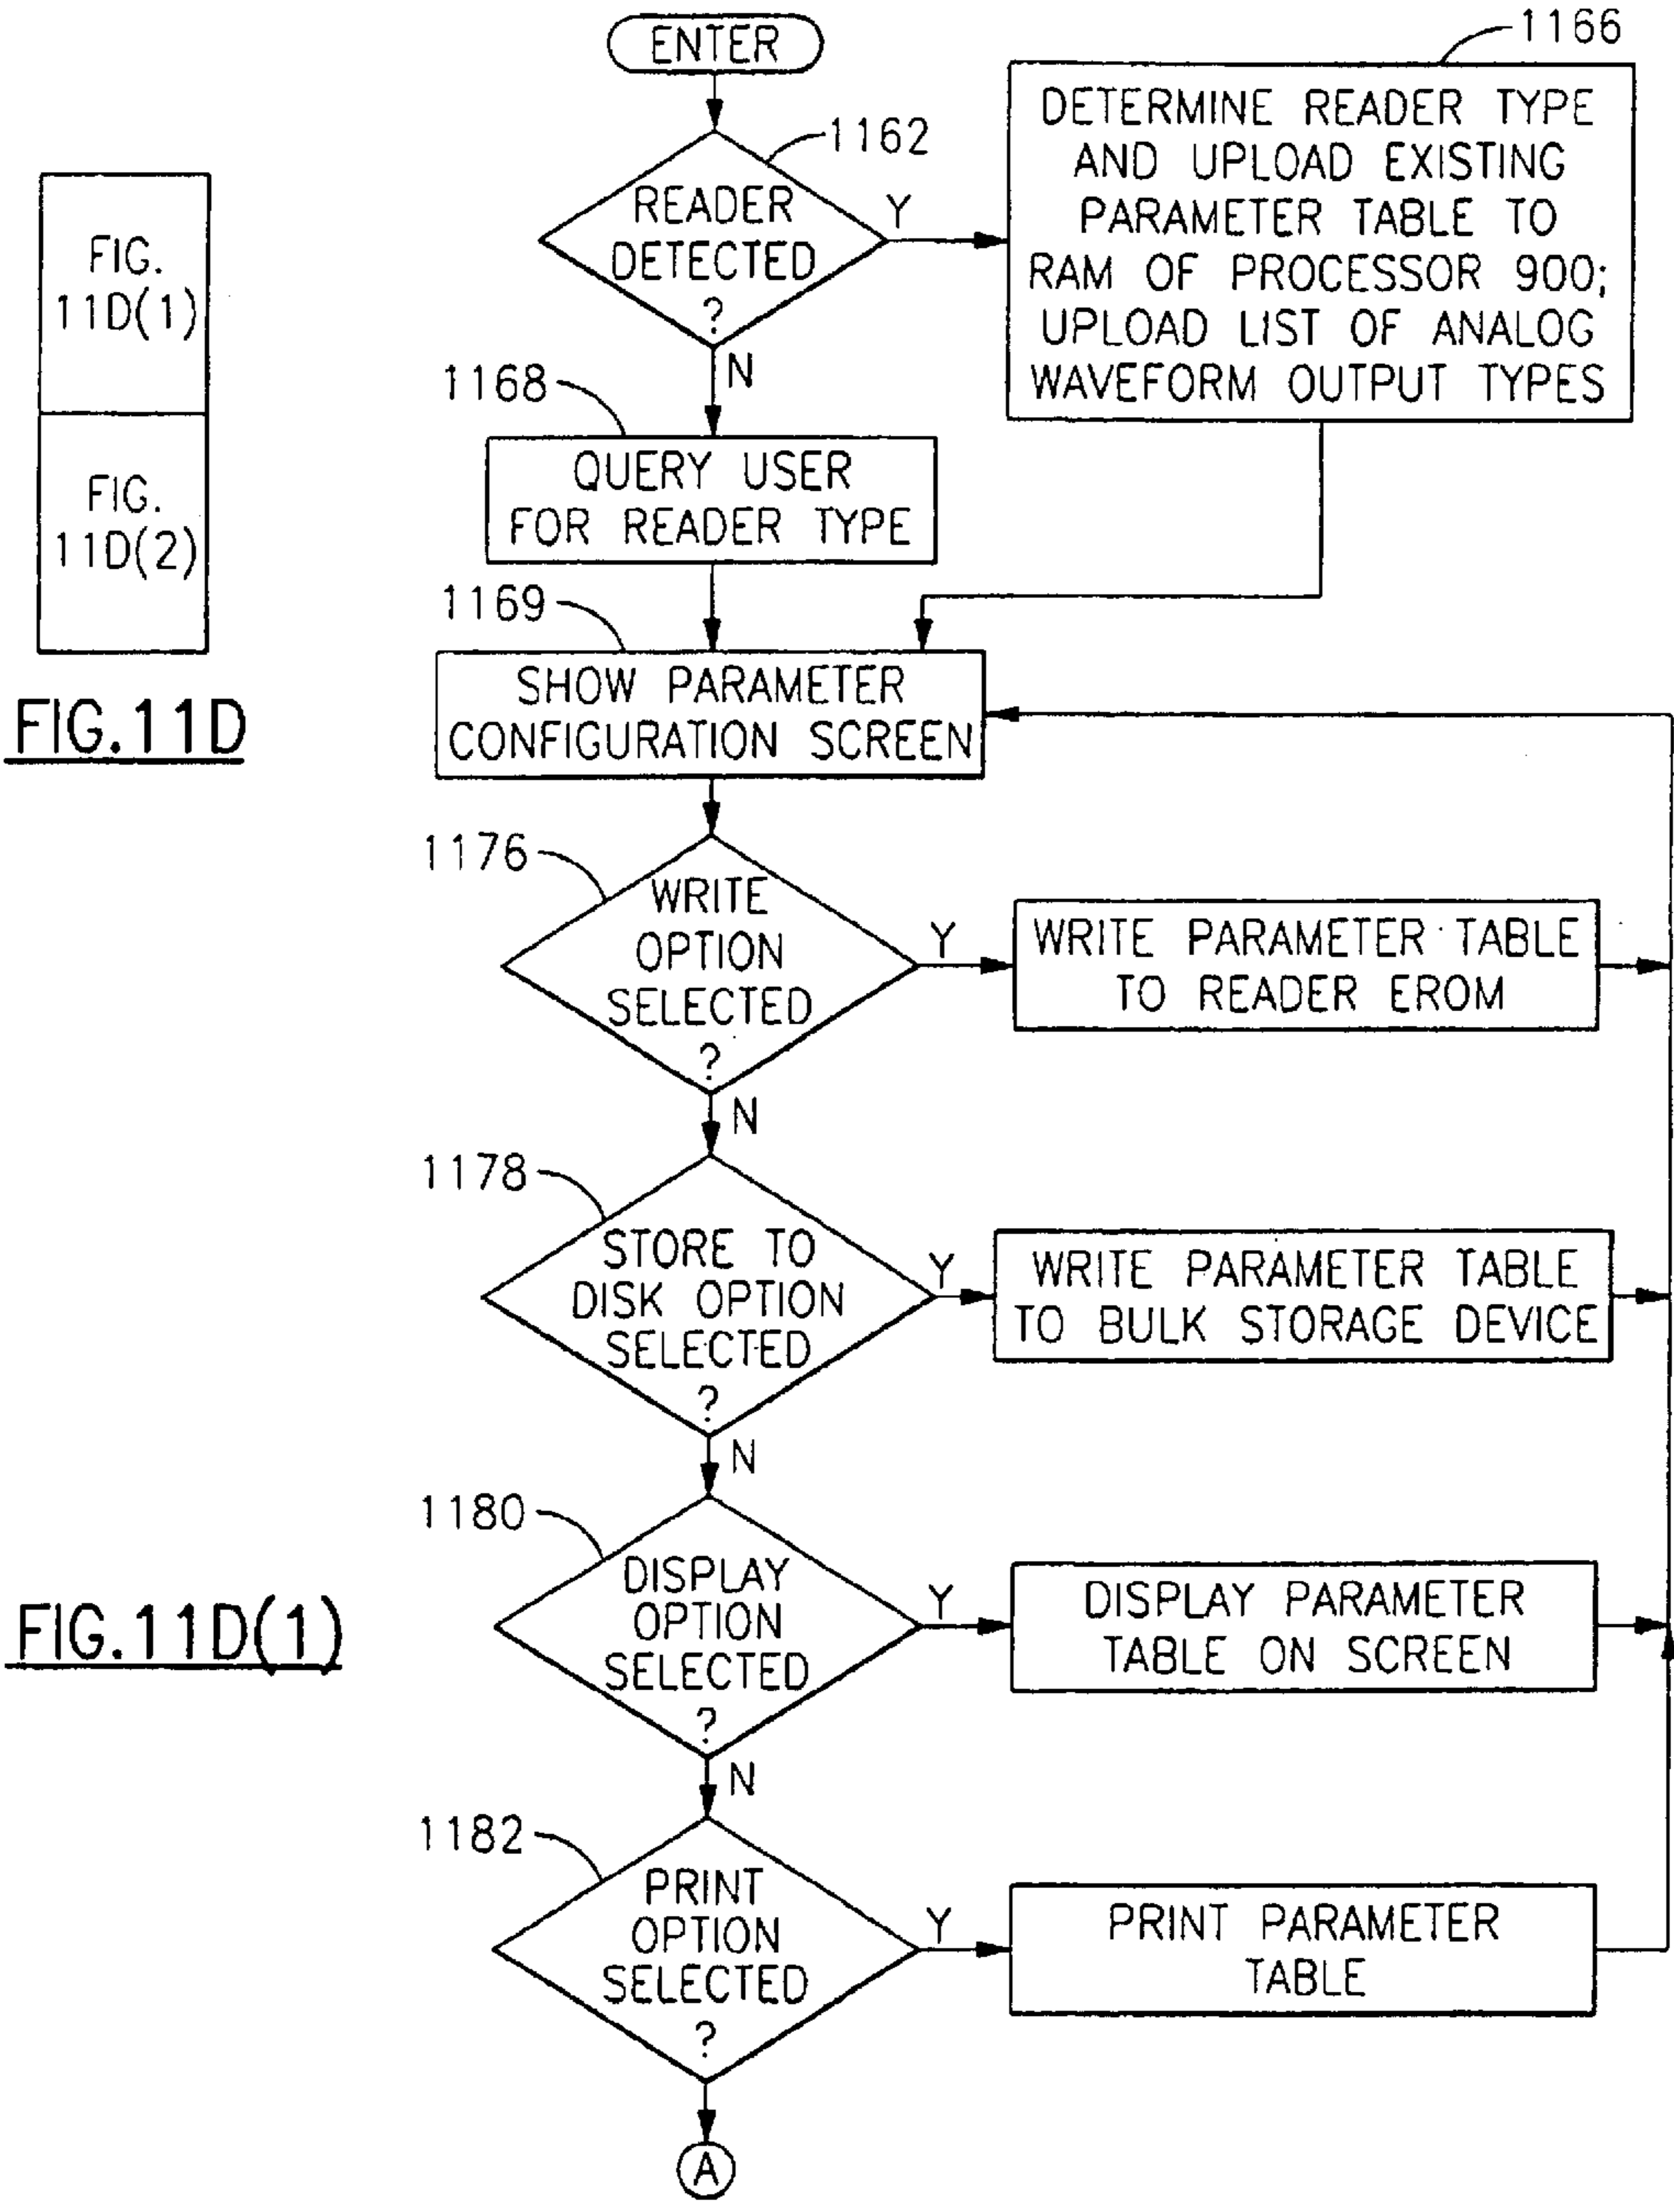 ENTER
1166
1162
READER
DETECTED
?
Y
N
DETERMINE READER TYPE
AND UPLOAD EXISTING
PARAMETER TABLE TO
RAM OF PROCESSOR 900;
UPLOAD LIST OF ANALOG
WAVEFORM OUTPUT TYPES
FIG.
11D(1)
FIG.
11D(2)
FIG.11D
1168
QUERY USER
FOR READER TYPE
1169
SHOW PARAMETER
CONFIGURATION SCREEN
1176
WRITE
OPTION
SELECTED
?
Y
N
WRITE PARAMETER TABLE
TO READER EROM
1178
STORE TO
DISK OPTION
SELECTED
?
Y
N
WRITE PARAMETER TABLE
TO BULK STORAGE DEVICE
1180
DISPLAY
OPTION
SELECTED
?
Y
N
DISPLAY PARAMETER
TABLE ON SCREEN
FIG.11D(1)
1182
PRINT
OPTION
SELECTED
?
Y
PRINT PARAMETER
TABLE
A